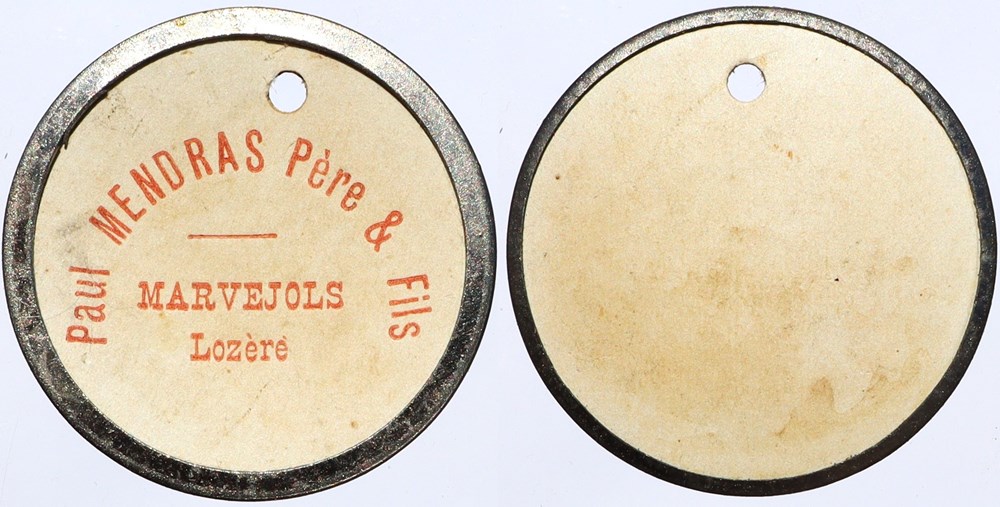 Paul MENDRAS Père & Fils
MARVEJOLS
Lozère